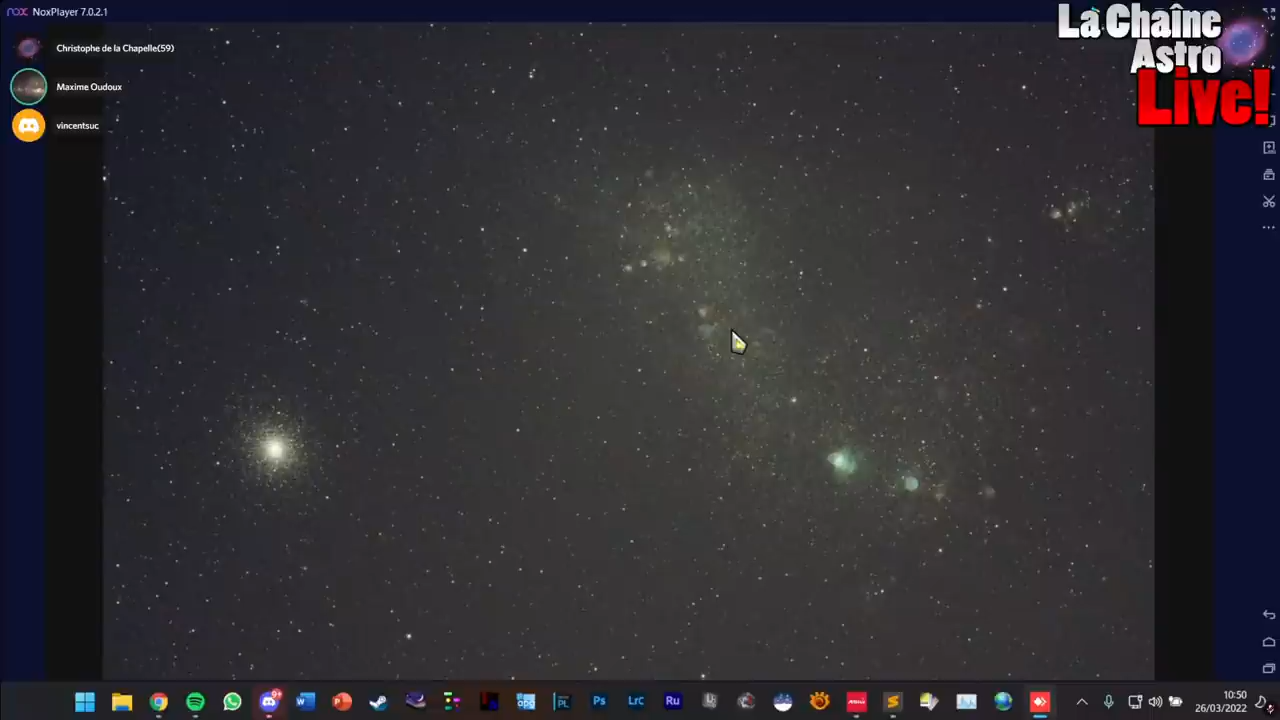 NOX NoxPlayer 7.0.2.1
La Chaîne
Astro
Live!
Christophe de la Chapelle(59)
Maxime Oudoux
vincentsuc
Ps
Lrc
Ru
10:50
26/03/2022